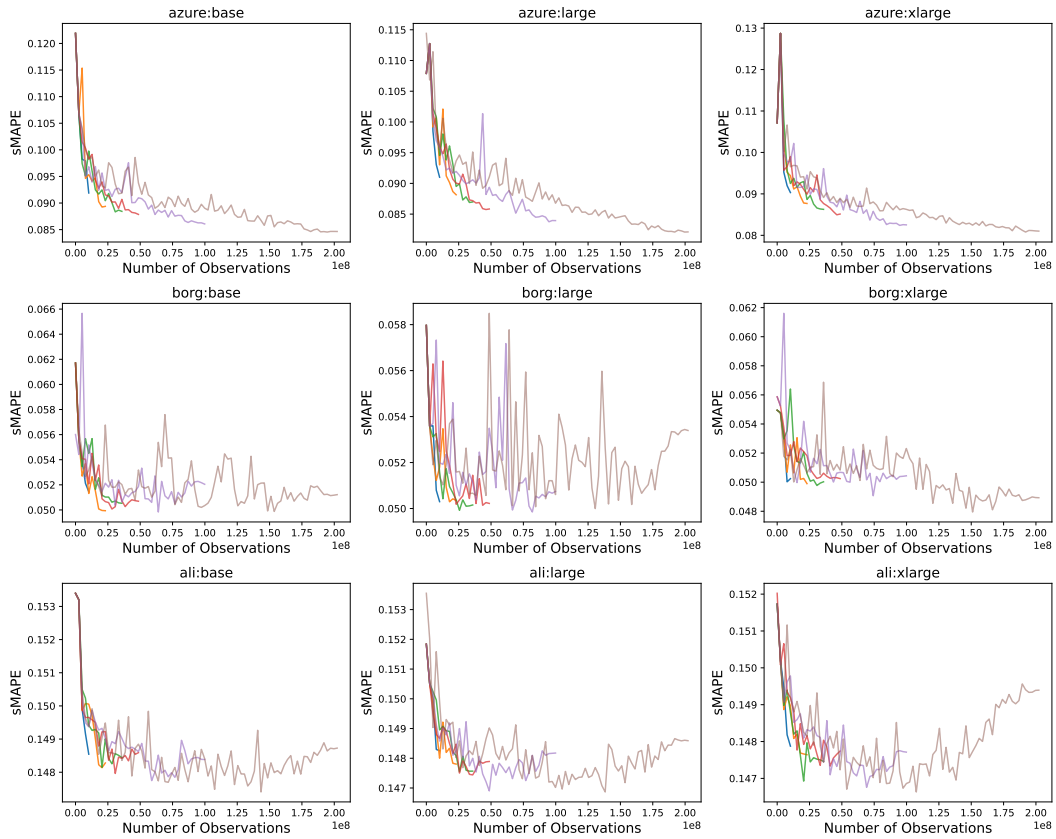 azure:base
azure:large
azure:xlarge
sMAPE
0.120
0.115
0.110
0.105
0.100
0.095
0.090
0.085
0.00 0.25 0.50 0.75 1.00 1.25 1.50 1.75 2.00
Number of Observations
1e8
sMAPE
0.115
0.110
0.105
0.100
0.095
0.090
0.085
0.00 0.25 0.50 0.75 1.00 1.25 1.50 1.75 2.00
Number of Observations
1e8
sMAPE
0.13
0.12
0.11
0.10
0.09
0.08
0.00 0.25 0.50 0.75 1.00 1.25 1.50 1.75 2.00
Number of Observations
1e8
borg:base
borg:large
borg:xlarge
sMAPE
0.066
0.064
0.062
0.060
0.058
0.056
0.054
0.052
0.050
0.00 0.25 0.50 0.75 1.00 1.25 1.50 1.75 2.00
Number of Observations
1e8
sMAPE
0.058
0.056
0.054
0.052
0.050
0.00 0.25 0.50 0.75 1.00 1.25 1.50 1.75 2.00
Number of Observations
1e8
sMAPE
0.062
0.060
0.058
0.056
0.054
0.052
0.050
0.048
0.00 0.25 0.50 0.75 1.00 1.25 1.50 1.75 2.00
Number of Observations
1e8
ali:base
ali:large
ali:xlarge
sMAPE
0.153
0.152
0.151
0.150
0.149
0.148
0.00 0.25 0.50 0.75 1.00 1.25 1.50 1.75 2.00
Number of Observations
1e8
sMAPE
0.153
0.152
0.151
0.150
0.149
0.148
0.147
0.00 0.25 0.50 0.75 1.00 1.25 1.50 1.75 2.00
Number of Observations
1e8
sMAPE
0.152
0.151
0.150
0.149
0.148
0.147
0.00 0.25 0.50 0.75 1.00 1.25 1.50 1.75 2.00
Number of Observations
1e8